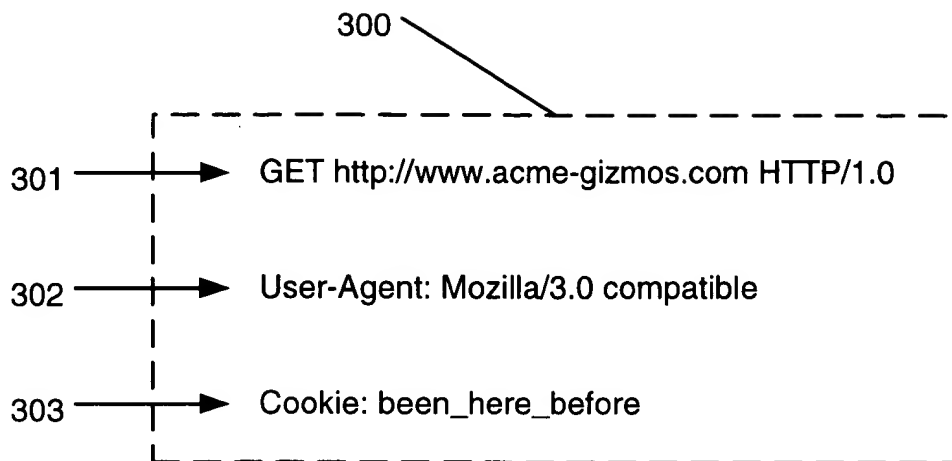 300
301 GET http://www.acme-gizmos.com HTTP/1.0
302 User-Agent: Mozilla/3.0 compatible
303 Cookie: been_here_before